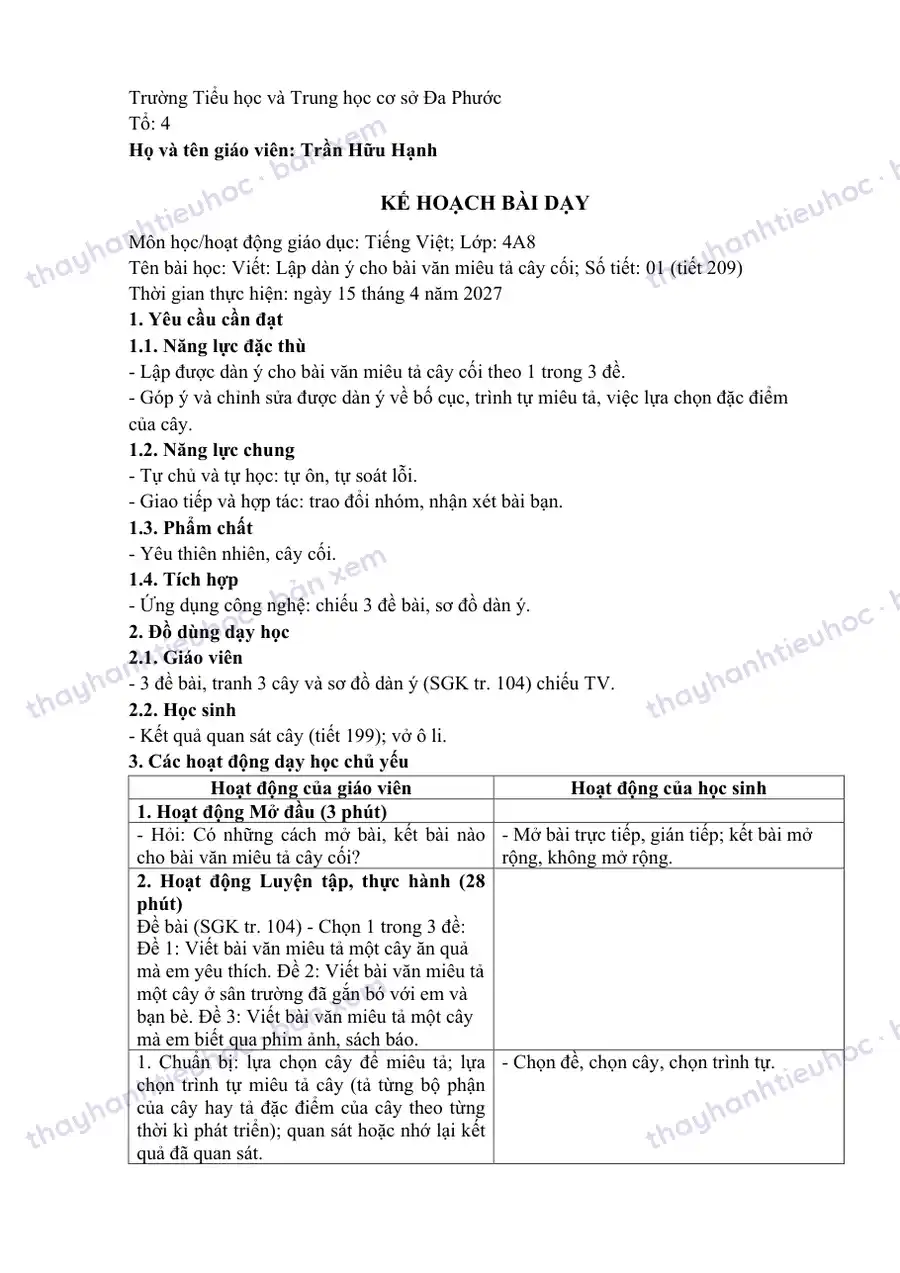 Trường Tiểu học và Trung học cơ sở Đa Phước
Tổ: 4
Họ và tên giáo viên: Trần Hữu Hạnh
KẾ HOẠCH BÀI DẠY
Môn học/hoạt động giáo dục: Tiếng Việt; Lớp: 4A8
Tên bài học: Viết: Lập dàn ý cho bài văn miêu tả cây cối; Số tiết: 01 (tiết 209)
Thời gian thực hiện: ngày 15 tháng 4 năm 2027
1. Yêu cầu cần đạt
1.1. Năng lực đặc thù
- Lập được dàn ý cho bài văn miêu tả cây cối theo 1 trong 3 đề.
- Góp ý và chỉnh sửa được dàn ý về bố cục, trình tự miêu tả, việc lựa chọn đặc điểm
của cây.
1.2. Năng lực chung
- Tự chủ và tự học: tự ôn, tự soát lỗi.
- Giao tiếp và hợp tác: trao đổi nhóm, nhận xét bài bạn.
1.3. Phẩm chất
- Yêu thiên nhiên, cây cối.
1.4. Tích hợp
- Ứng dụng công nghệ: chiếu 3 đề bài, sơ đồ dàn ý.
2. Đồ dùng dạy học
2.1. Giáo viên
- 3 đề bài, tranh 3 cây và sơ đồ dàn ý (SGK tr. 104) chiếu TV.
2.2. Học sinh
- Kết quả quan sát cây (tiết 199); vở ô li.
3. Các hoạt động dạy học chủ yếu
Hoạt động của giáo viên
Hoạt động của học sinh
1. Hoạt động Mở đầu (3 phút)
- Hỏi: Có những cách mở bài, kết bài nào
cho bài văn miêu tả cây cối?
- Mở bài trực tiếp, gián tiếp; kết bài mở
rộng, không mở rộng.
2. Hoạt động Luyện tập, thực hành (28
phút)
Đề bài (SGK tr. 104) - Chọn 1 trong 3 đề:
Đề 1: Viết bài văn miêu tả một cây ăn quả
mà em yêu thích. Đề 2: Viết bài văn miêu tả
một cây ở sân trường đã gắn bó với em và
bạn bè. Đề 3: Viết bài văn miêu tả một cây
mà em biết qua phim ảnh, sách báo.
1. Chuẩn bị: lựa chọn cây để miêu tả; lựa
chọn trình tự miêu tả cây (tả từng bộ phận
của cây hay tả đặc điểm của cây theo từng
thời kì phát triển); quan sát hoặc nhớ lại kết
quả đã quan sát.
- Chọn đề, chọn cây, chọn trình tự.
thayhanhtieuhoc · bản xem
thayhanhtieuhoc · b
thayhanhtieuhoc · bản xem
thayhanhtieuhoc · b
thayhanhtieuhoc · bản xem
thayhanhtieuhoc · b